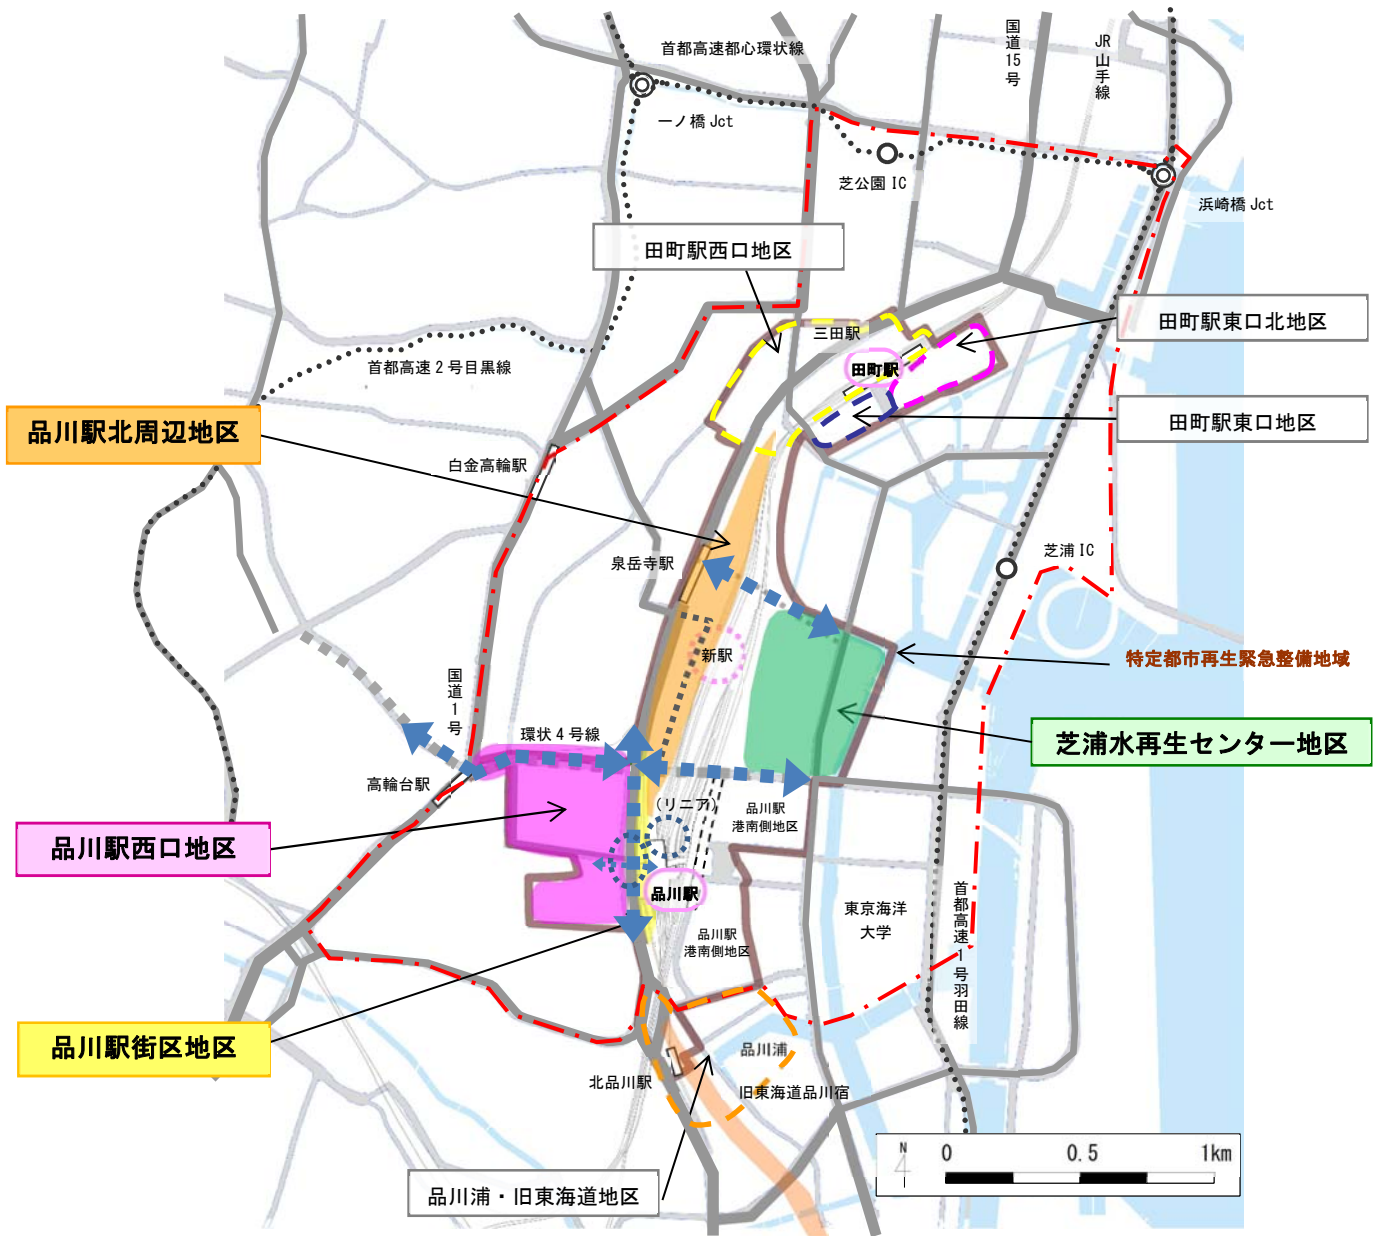 首都高速都心環状線
国道15号
JR山手線
一ノ橋 Jct
芝公園 IC
浜崎橋 Jct
田町駅西口地区
田町駅東口北地区
三田駅
田町駅
首都高速２号目黒線
田町駅東口地区
品川駅北周辺地区
白金高輪駅
泉岳寺駅
芝浦 IC
新駅
特定都市再生緊急整備地域
国道１号
環状４号線
芝浦水再生センター地区
高輪台駅
(リニア)
品川駅
港南側地区
品川駅西口地区
品川駅
首都高速1号羽田線
東京海洋
大学
品川駅
港南側地区
品川駅街区地区
品川浦
北品川駅
旧東海道品川宿
品川浦・旧東海道地区
N
0
0.5
1km